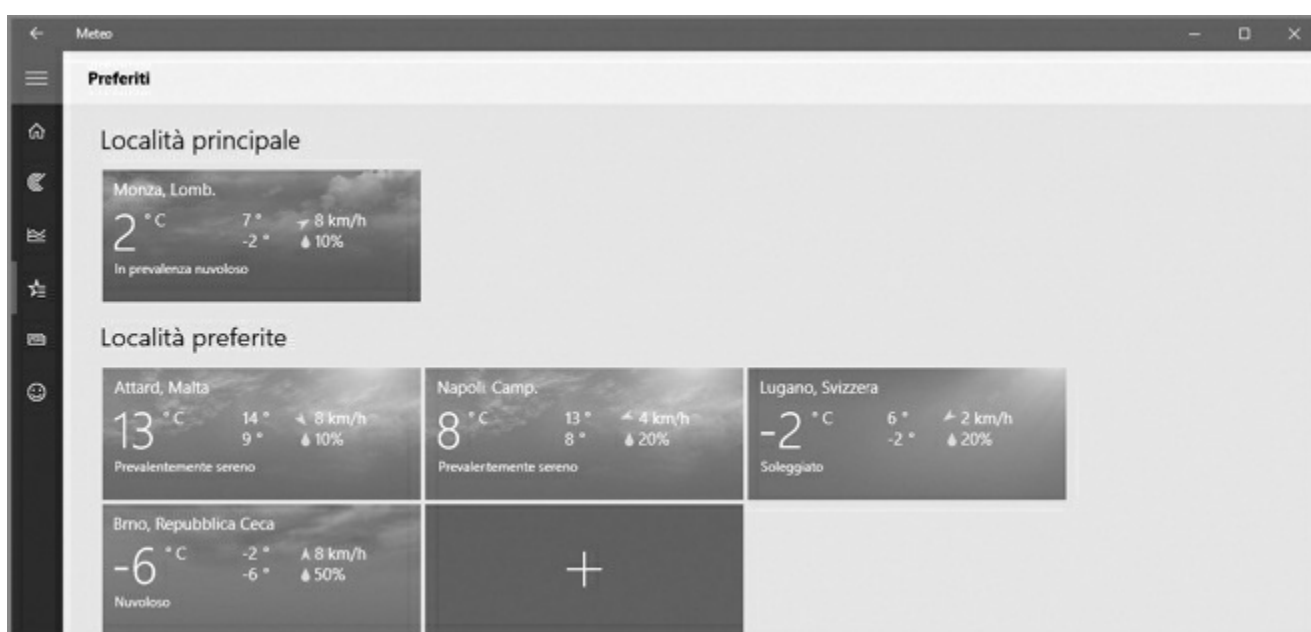 Meteo
Preferiti
Località principale
Monza, Lomb.
2 °C 7° 8 km/h
-2° 10%
In prevalenza nuvoloso
Località preferite
Attard, Malta
13 °C 14° 8 km/h
9° 10%
Prevalentemente sereno
Napoli Camp.
8 °C 13° 4 km/h
8° 20%
Prevalentemente sereno
Lugano, Svizzera
-2 °C 6° 2 km/h
-2° 20%
Soleggiato
Brno, Repubblica Ceca
-6 °C -2° 8 km/h
-6° 50%
Nuvoloso